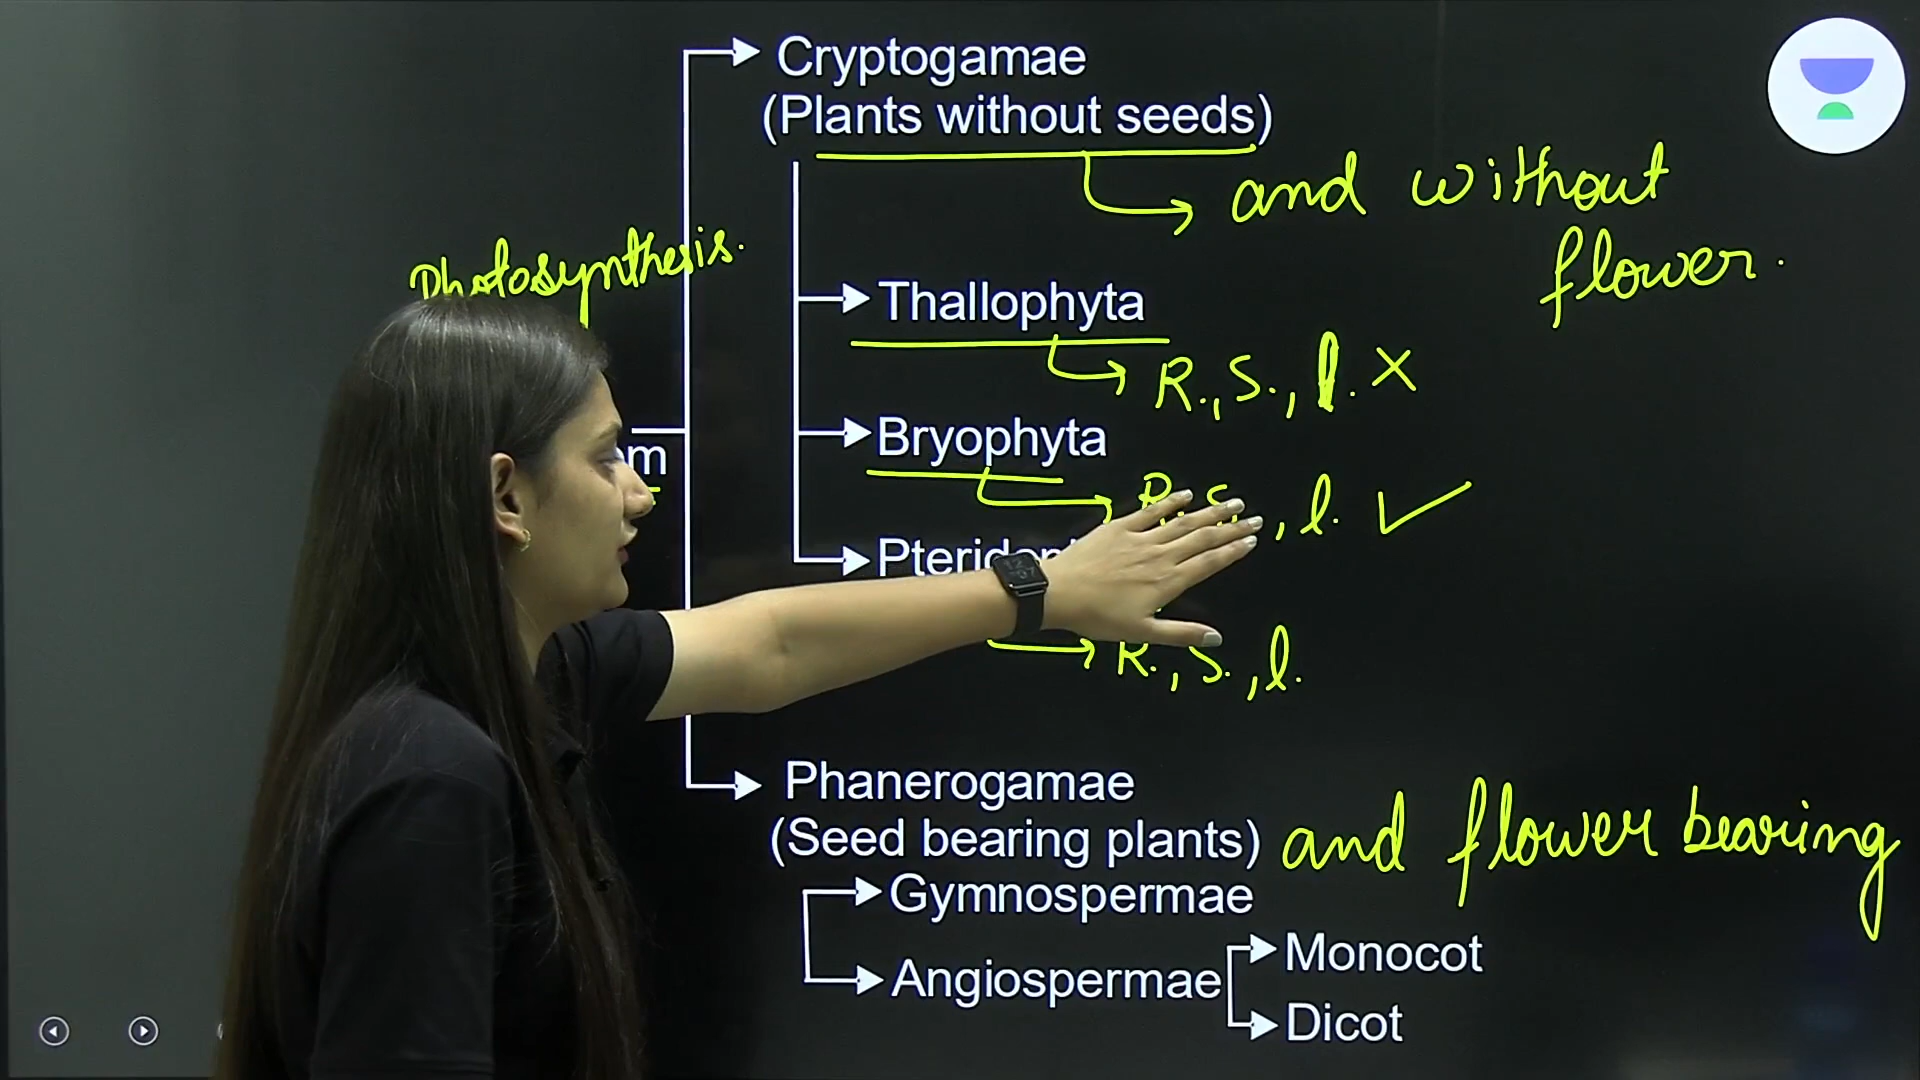 Cryptogamae
(Plants without seeds)
and without
flower.
Photosynthesis.
Thallophyta
R., S., l. ×
Bryophyta
R. S. , l. ✓
R. , S. , l.
Phanerogamae
(Seed bearing plants) and flower bearing
Gymnospermae
Angiospermae
Monocot
Dicot